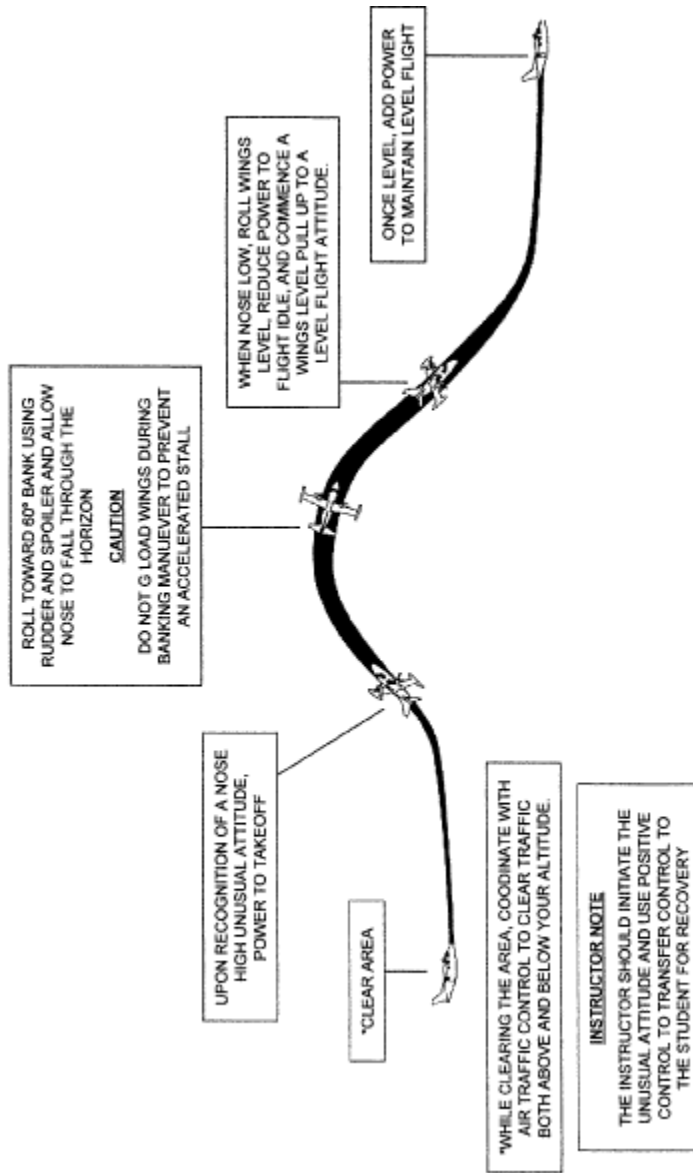 "CLEAR AREA
UPON RECOGNITION OF A NOSE
HIGH UNUSUAL ATTITUDE,
POWER TO TAKEOFF
ROLL TOWARD 60º BANK USING
RUDDER AND SPOILER AND ALLOW
NOSE TO FALL THROUGH THE
HORIZON
CAUTION
DO NOT G LOAD WINGS DURING
BANKING MANUEVER TO PREVENT
AN ACCELERATED STALL
WHEN NOSE LOW, ROLL WINGS
LEVEL, REDUCE POWER TO
FLIGHT IDLE, AND COMMENCE A
WINGS LEVEL PULL UP TO A
LEVEL FLIGHT ATTITUDE.
ONCE LEVEL, ADD POWER
TO MAINTAIN LEVEL FLIGHT
"WHILE CLEARING THE AREA, COODINATE WITH
AIR TRAFFIC CONTROL TO CLEAR TRAFFIC
BOTH ABOVE AND BELOW YOUR ALTITUDE.
INSTRUCTOR NOTE
THE INSTRUCTOR SHOULD INITIATE THE
UNUSUAL ATTITUDE AND USE POSITIVE
CONTROL TO TRANSFER CONTROL TO
THE STUDENT FOR RECOVERY